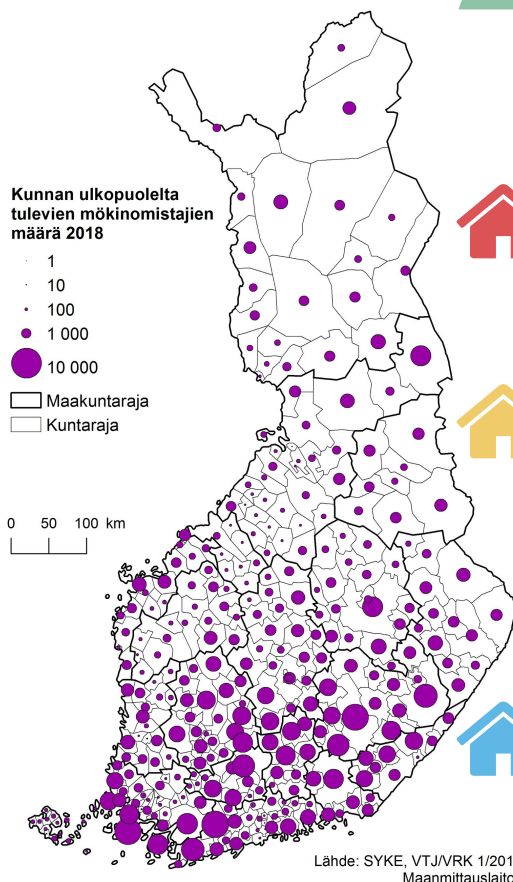 Kunnan ulkopuolelta
tulevien mökinomistajien
määrä 2018
1
10
100
1 000
10 000
Maakuntaraja
Kuntaraja
0 50 100 km
Lähde: SYKE, VTJ/VRK 1/201
Maanmittauslaito